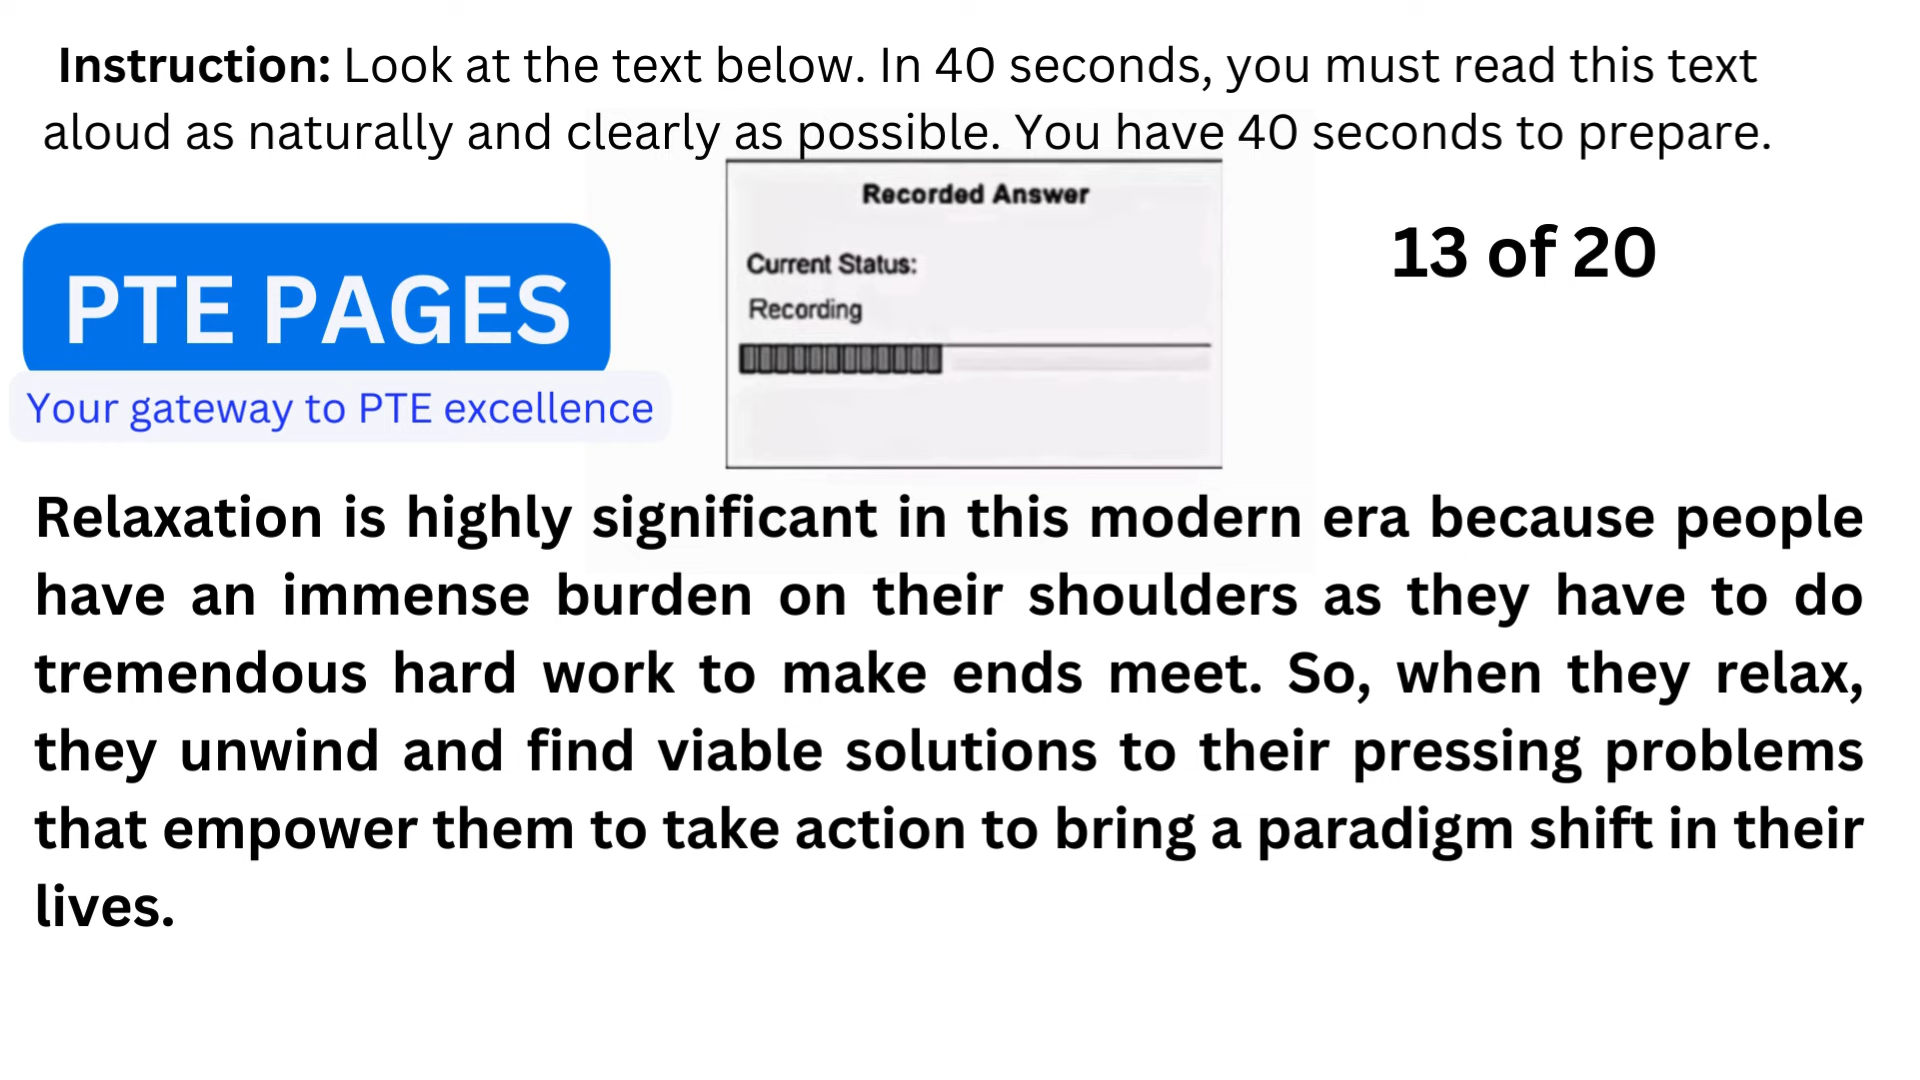 Instruction: Look at the text below. In 40 seconds, you must read this text
aloud as naturally and clearly as possible. You have 40 seconds to prepare.
Recorded Answer
Current Status:
Recording
13 of 20
PTE PAGES
Your gateway to PTE excellence
Relaxation is highly significant in this modern era because people
have an immense burden on their shoulders as they have to do
tremendous hard work to make ends meet. So, when they relax,
they unwind and find viable solutions to their pressing problems
that empower them to take action to bring a paradigm shift in their
lives.